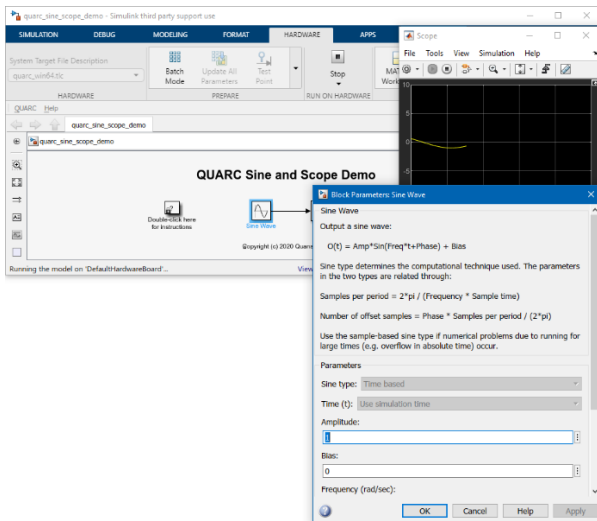 quarc_sine_scope_demo - Simulink third party support use
SIMULATION DEBUG MODELING FORMAT HARDWARE APPS
System Target File Description
quarc_win64.tlc
Batch Mode
Update All Parameters
Test Point
Stop
HARDWARE PREPARE RUN ON HARDWARE
QUARC Help
quarc_sine_scope_demo
quarc_sine_scope_demo
QUARC Sine and Scope Demo
Double-click here
for instructions
Sine Wave
Copyright (c) 2020
Running the model on 'DefaultHardwareBoard'...
Scope
File Tools View Simulation Help
10
5
0
-5
Block Parameters: Sine Wave
Sine Wave
Output a sine wave:
O(t) = Amp*Sin(Freq*t+Phase) + Bias
Sine type determines the computational technique used. The parameters
in the two types are related through:
Samples per period = 2*pi / (Frequency * Sample time)
Number of offset samples = Phase * Samples per period / (2*pi)
Use the sample-based sine type if numerical problems due to running for
large times (e.g. overflow in absolute time) occur.
Parameters
Sine type: Time based
Time (t): Use simulation time
Amplitude:
1
Bias:
0
Frequency (rad/sec):
OK Cancel Help Apply